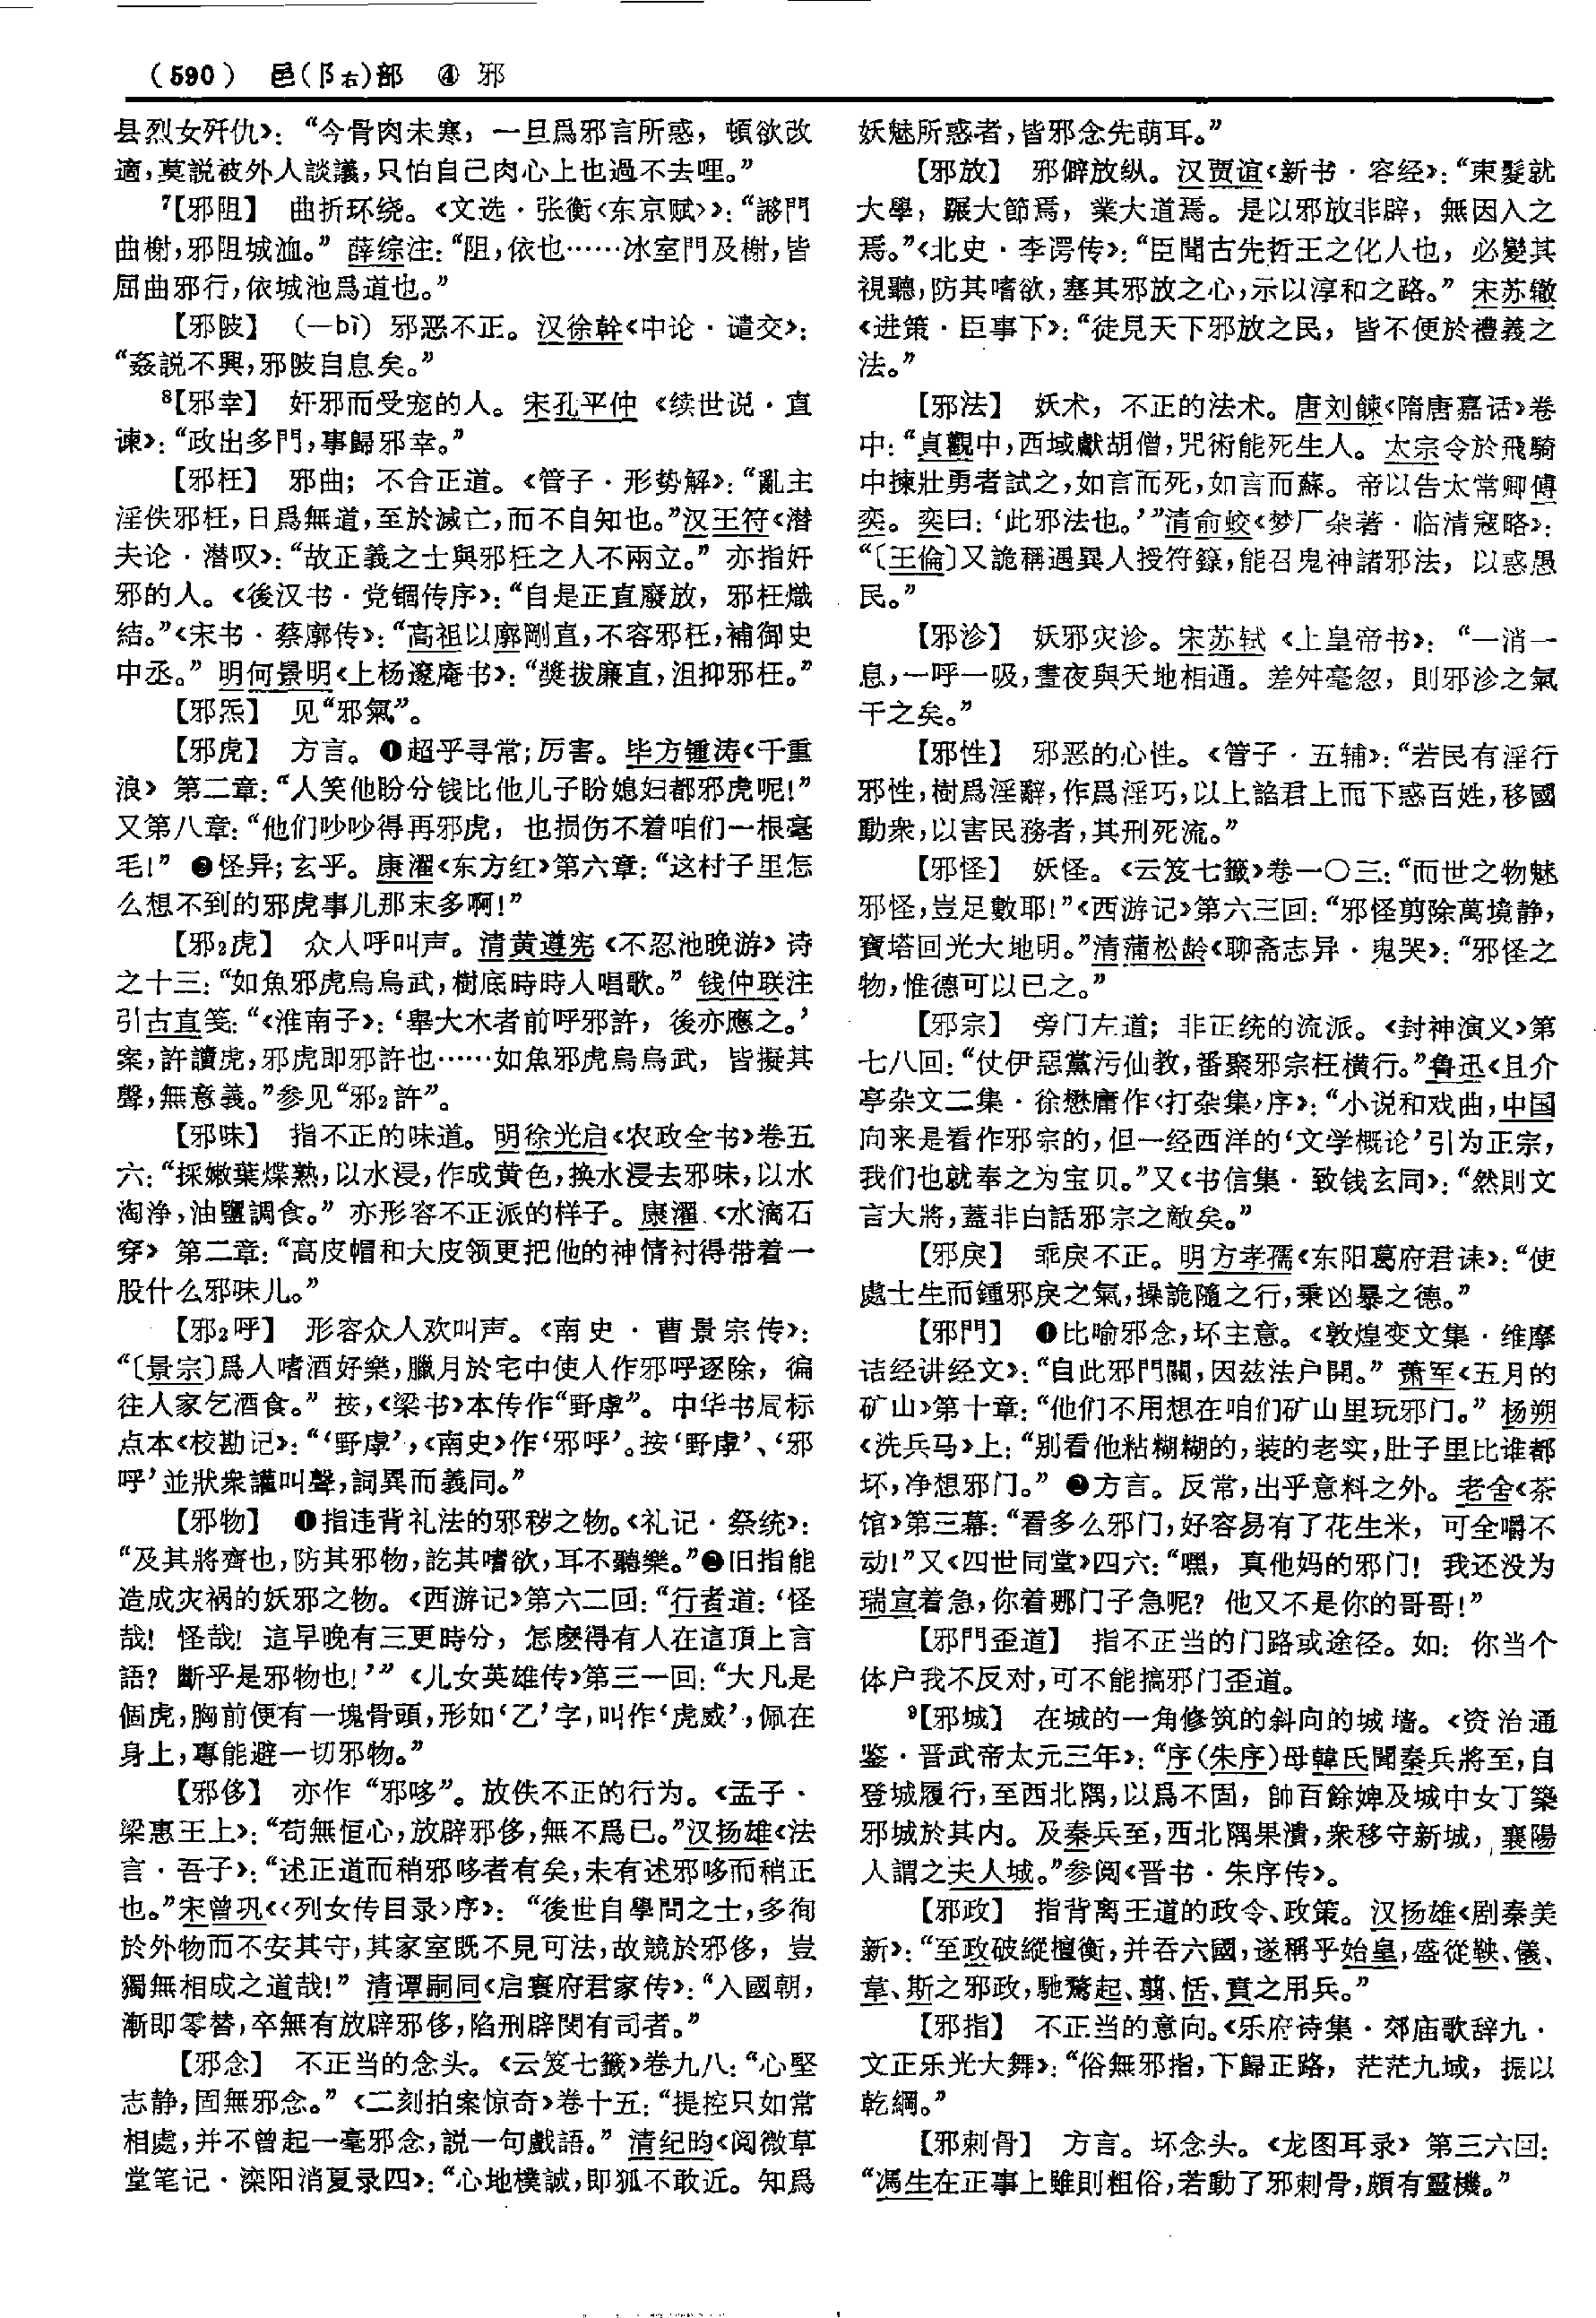 (590) 邑(阝右)部 ④ 邪
县烈女歼仇》：“今骨肉未寒，一旦爲邪言所惑，頓欲改
適，莫説被外人談議，只怕自己肉心上也過不去哩。”
⁷【邪阻】 曲折环绕。《文选·张衡〈东京赋〉》：“謻門
曲榭，邪阻城洫。”薛综注：“阻，依也……冰室門及榭，皆
屈曲邪行，依城池爲道也。”
【邪陂】 （—bì）邪恶不正。汉徐幹《中论·谴交》：
“姦説不興，邪陂自息矣。”
⁸【邪幸】 奸邪而受宠的人。宋孔平仲《续世说·直
谏》：“政出多門，事歸邪幸。”
【邪枉】 邪曲；不合正道。《管子·形势解》：“亂主
淫佚邪枉，日爲無道，至於滅亡，而不自知也。”汉王符《潜
夫论·潜叹》：“故正義之士與邪枉之人不兩立。”亦指奸
邪的人。《後汉书·党锢传序》：“自是正直廢放，邪枉熾
結。”《宋书·蔡廓传》：“高祖以廓剛直，不容邪枉，補御史
中丞。”明何景明《上杨邃庵书》：“奬拔廉直，沮抑邪枉。”
【邪炁】 见“邪氣”。
【邪虎】 方言。❶超乎寻常；厉害。毕方锺涛《千重
浪》第二章：“人笑他盼分钱比他儿子盼媳妇都邪虎呢！”
又第八章：“他们吵吵得再邪虎，也损伤不着咱们一根毫
毛！”❷怪异；玄乎。康濯《东方红》第六章：“这村子里怎
么想不到的邪虎事儿那末多啊！”
【邪₂虎】 众人呼叫声。清黄遵宪《不忍池晚游》诗
之十三：“如魚邪虎烏烏武，樹底時時人唱歌。”钱仲联注
引古直笺：“《淮南子》：‘舉大木者前呼邪許，後亦應之。’
案，許讀虎，邪虎即邪許也……如魚邪虎烏烏武，皆擬其
聲，無意義。”参见“邪₂許”。
【邪味】 指不正的味道。明徐光启《农政全书》卷五
六：“採嫩葉煠熟，以水浸，作成黄色，换水浸去邪味，以水
淘净，油鹽調食。”亦形容不正派的样子。康濯《水滴石
穿》第二章：“高皮帽和大皮领更把他的神情衬得带着一
股什么邪味儿。”
【邪₂呼】 形容众人欢叫声。《南史·曹景宗传》：
“〔景宗〕爲人嗜酒好樂，臘月於宅中使人作邪呼逐除，徧
往人家乞酒食。”按，《梁书》本传作“野虖”。中华书局标
点本《校勘记》：“‘野虖’，《南史》作‘邪呼’。按‘野虖’、‘邪
呼’並狀衆讙叫聲，詞異而義同。”
【邪物】 ❶指违背礼法的邪秽之物。《礼记·祭统》：
“及其將齊也，防其邪物，訖其嗜欲，耳不聽樂。”❷旧指能
造成灾祸的妖邪之物。《西游记》第六二回：“行者道：‘怪
哉！怪哉！這早晚有三更時分，怎麽得有人在這頂上言
語？斷乎是邪物也！’”《儿女英雄传》第三一回：“大凡是
個虎，胸前便有一塊骨頭，形如‘乙’字，叫作‘虎威’，佩在
身上，專能避一切邪物。”
【邪侈】 亦作“邪哆”。放佚不正的行为。《孟子·
梁惠王上》：“苟無恒心，放辟邪侈，無不爲已。”汉扬雄《法
言·吾子》：“述正道而稍邪哆者有矣，未有述邪哆而稍正
也。”宋曾巩《〈列女传目录〉序》：“後世自學問之士，多徇
於外物而不安其守，其家室既不見可法，故競於邪侈，豈
獨無相成之道哉！”清谭嗣同《启寰府君家传》：“入國朝，
漸即零替，卒無有放辟邪侈，陷刑辟閔有司者。”
【邪念】 不正当的念头。《云笈七籤》卷九八：“心堅
志静，固無邪念。”《二刻拍案惊奇》卷十五：“提控只如常
相處，并不曾起一毫邪念，説一句戲語。”清纪昀《阅微草
堂笔记·滦阳消夏录四》：“心地樸誠，即狐不敢近。知爲
妖魅所惑者，皆邪念先萌耳。”
【邪放】 邪僻放纵。汉贾谊《新书·容经》：“束髮就
大學，蹍大節焉，業大道焉。是以邪放非辟，無因入之
焉。”《北史·李谔传》：“臣聞古先哲王之化人也，必變其
視聽，防其嗜欲，塞其邪放之心，示以淳和之路。”宋苏辙
《进策·臣事下》：“徒見天下邪放之民，皆不便於禮義之
法。”
【邪法】 妖术，不正的法术。唐刘餗《隋唐嘉话》卷
中：“貞觀中，西域獻胡僧，咒術能死生人。太宗令於飛騎
中揀壯勇者試之，如言而死，如言而蘇。帝以告太常卿傅
奕。奕曰：‘此邪法也。’”清俞蛟《梦厂杂著·临清寇略》：
“〔王倫〕又詭稱遇異人授符籙，能召鬼神諸邪法，以惑愚
民。”
【邪沴】 妖邪灾沴。宋苏轼《上皇帝书》：“一消一
息，一呼一吸，晝夜與天地相通。差舛毫忽，則邪沴之氣
干之矣。”
【邪性】 邪恶的心性。《管子·五辅》：“若民有淫行
邪性，樹爲淫辭，作爲淫巧，以上諂君上而下惑百姓，移國
動衆，以害民務者，其刑死流。”
【邪怪】 妖怪。《云笈七籤》卷一〇三：“而世之物魅
邪怪，豈足數耶！”《西游记》第六三回：“邪怪剪除萬境静，
寶塔回光大地明。”清蒲松龄《聊斋志异·鬼哭》：“邪怪之
物，惟德可以已之。”
【邪宗】 旁门左道；非正统的流派。《封神演义》第
七八回：“仗伊惡黨污仙教，番聚邪宗枉横行。”鲁迅《且介
亭杂文二集·徐懋庸作〈打杂集〉序》：“小说和戏曲，中国
向来是看作邪宗的，但一经西洋的‘文学概论’引为正宗，
我们也就奉之为宝贝。”又《书信集·致钱玄同》：“然則文
言大將，蓋非白話邪宗之敵矣。”
【邪戾】 乖戾不正。明方孝孺《东阳葛府君诔》：“使
處士生而鍾邪戾之氣，操詭隨之行，秉凶暴之德。”
【邪門】 ❶比喻邪念，坏主意。《敦煌变文集·维摩
诘经讲经文》：“自此邪門關，因兹法户開。”萧军《五月的
矿山》第十章：“他们不用想在咱们矿山里玩邪门。”杨朔
《洗兵马》上：“别看他粘糊糊的，装的老实，肚子里比谁都
坏，净想邪门。”❷方言。反常，出乎意料之外。老舍《茶
馆》第三幕：“看多么邪门，好容易有了花生米，可全嚼不
动！”又《四世同堂》四六：“嘿，真他妈的邪门！我还没为
瑞宣着急，你着哪门子急呢？他又不是你的哥哥！”
【邪門歪道】 指不正当的门路或途径。如：你当个
体户我不反对，可不能搞邪门歪道。
⁹【邪城】 在城的一角修筑的斜向的城墙。《资治通
鉴·晋武帝太元三年》：“序（朱序）母韓氏聞秦兵將至，自
登城履行，至西北隅，以爲不固，帥百餘婢及城中女丁築
邪城於其内。及秦兵至，西北隅果潰，衆移守新城，襄陽
人謂之夫人城。”参阅《晋书·朱序传》。
【邪政】 指背离王道的政令、政策。汉扬雄《剧秦美
新》：“至政破縱擅衡，并吞六國，遂稱乎始皇，盛從鞅、儀、
韋、斯之邪政，馳騖起、翦、恬、賁之用兵。”
【邪指】 不正当的意向。《乐府诗集·郊庙歌辞九·
文正乐光大舞》：“俗無邪指，下歸正路，茫茫九域，振以
乾綱。”
【邪刺骨】 方言。坏念头。《龙图耳录》第三六回：
“馮生在正事上雖則粗俗，若動了邪刺骨，頗有靈機。”